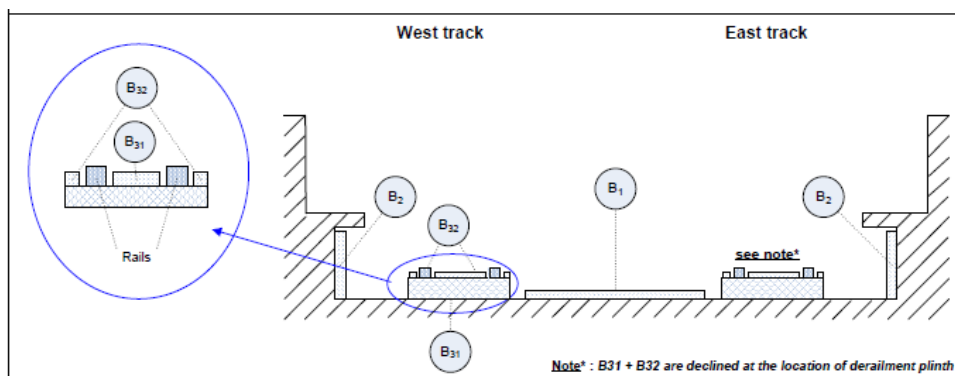 West track
East track
B32
B31
Rails
B2
B32
B1
B2
see note*
B31
Note* : B31 + B32 are declined at the location of derailment plinth